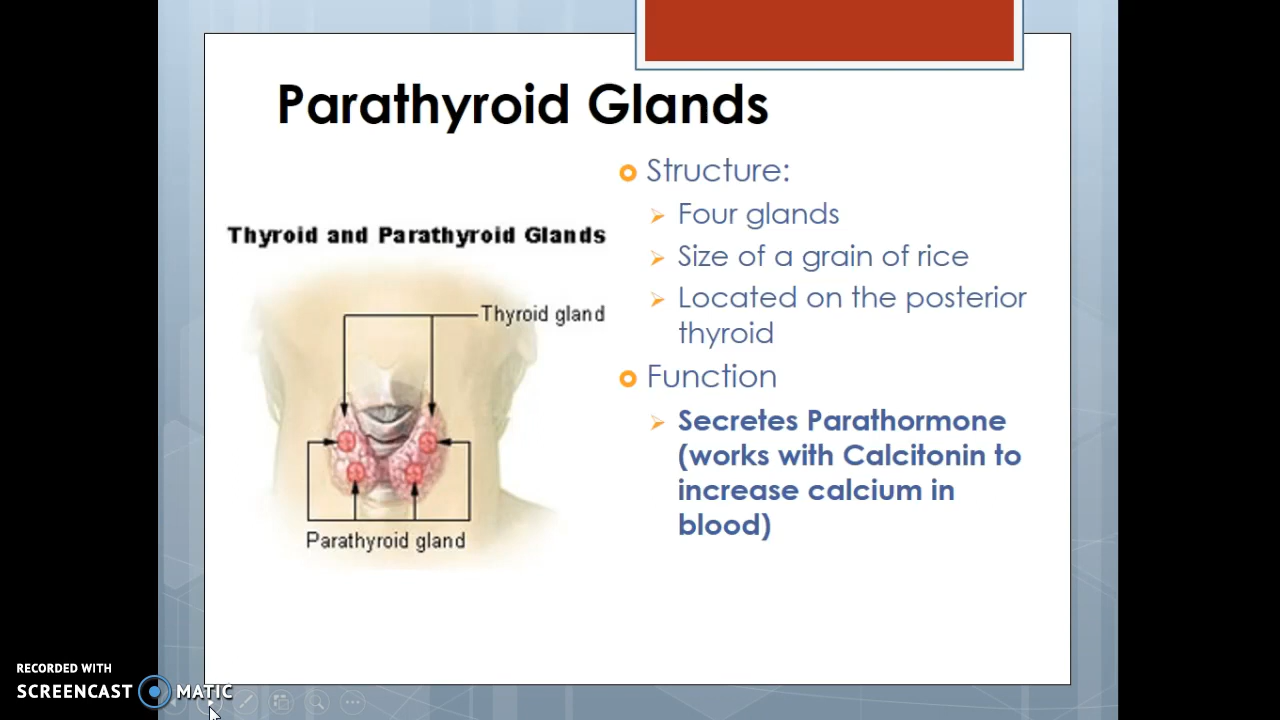 Parathyroid Glands
Structure:
Four glands
Size of a grain of rice
Located on the posterior
thyroid
Function
Secretes Parathormone
(works with Calcitonin to
increase calcium in
blood)
Thyroid and Parathyroid Glands
Thyroid gland
Parathyroid gland
RECORDED WITH
SCREENCAST MATIC